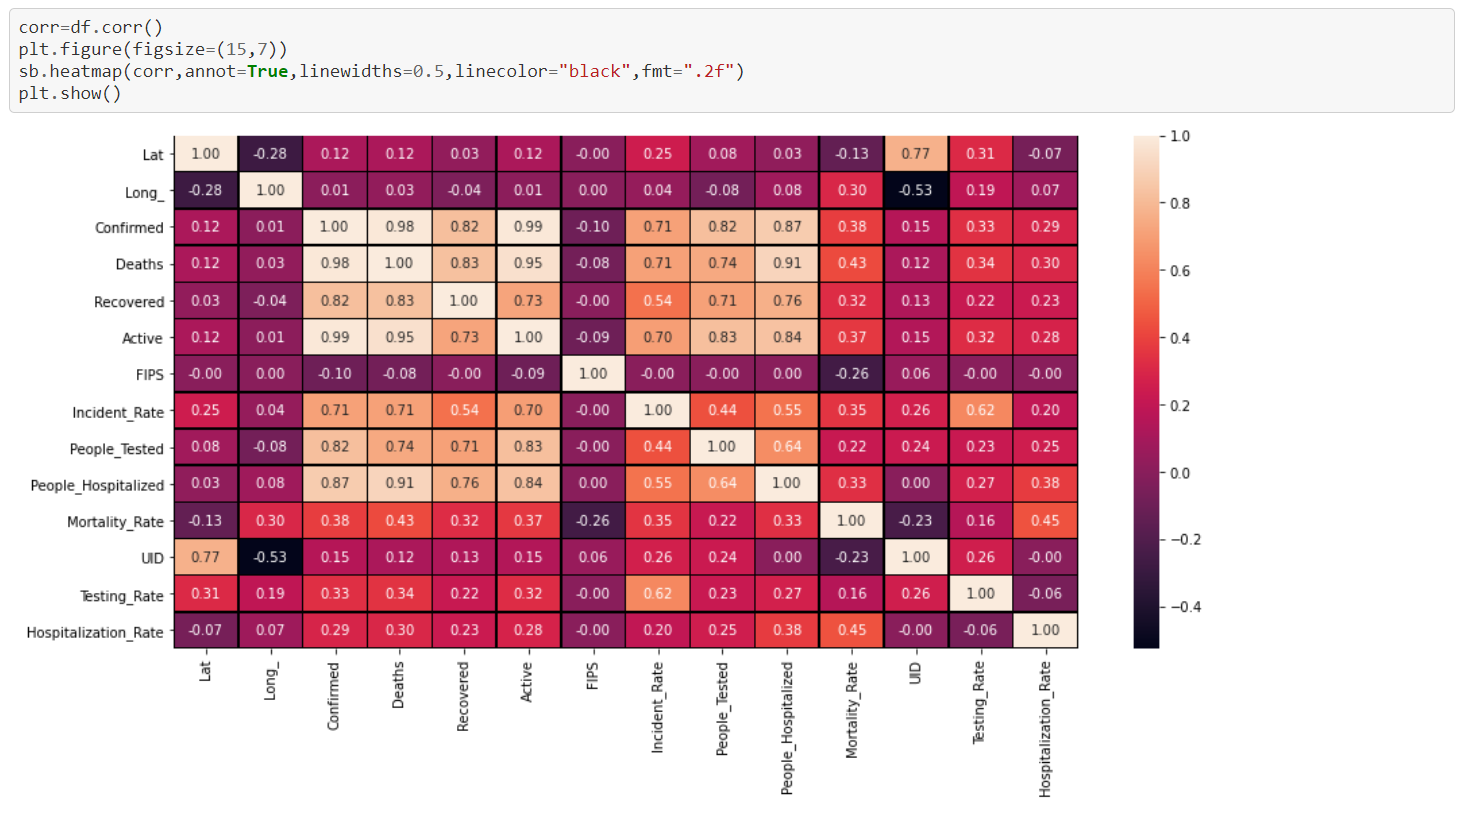 corr=df.corr()
plt.figure(figsize=(15,7))
sb.heatmap(corr,annot=True,linewidths=0.5,linecolor="black",fmt=".2f")
plt.show()
Lat 1.00 -0.28 0.12 0.12 0.03 0.12 -0.00 0.25 0.08 0.03 -0.13 0.77 0.31 -0.07
Long_ -0.28 1.00 0.01 0.03 -0.04 0.01 0.00 0.04 -0.08 0.08 0.30 -0.53 0.19 0.07
Confirmed 0.12 0.01 1.00 0.98 0.82 0.99 -0.10 0.71 0.82 0.87 0.38 0.15 0.33 0.29
Deaths 0.12 0.03 0.98 1.00 0.83 0.95 -0.08 0.71 0.74 0.91 0.43 0.12 0.34 0.30
Recovered 0.03 -0.04 0.82 0.83 1.00 0.73 -0.00 0.54 0.71 0.76 0.32 0.13 0.22 0.23
Active 0.12 0.01 0.99 0.95 0.73 1.00 -0.09 0.70 0.83 0.84 0.37 0.15 0.32 0.28
FIPS -0.00 0.00 -0.10 -0.08 -0.00 -0.09 1.00 -0.00 -0.00 0.00 -0.26 0.06 -0.00 -0.00
Incident_Rate 0.25 0.04 0.71 0.71 0.54 0.70 -0.00 1.00 0.44 0.55 0.35 0.26 0.62 0.20
People_Tested 0.08 -0.08 0.82 0.74 0.71 0.83 -0.00 0.44 1.00 0.64 0.22 0.24 0.23 0.25
People_Hospitalized 0.03 0.08 0.87 0.91 0.76 0.84 0.00 0.55 0.64 1.00 0.33 0.00 0.27 0.38
Mortality_Rate -0.13 0.30 0.38 0.43 0.32 0.37 -0.26 0.35 0.22 0.33 1.00 -0.23 0.16 0.45
UID 0.77 -0.53 0.15 0.12 0.13 0.15 0.06 0.26 0.24 0.00 -0.23 1.00 0.26 -0.00
Testing_Rate 0.31 0.19 0.33 0.34 0.22 0.32 -0.00 0.62 0.23 0.27 0.16 0.26 1.00 -0.06
Hospitalization_Rate -0.07 0.07 0.29 0.30 0.23 0.28 -0.00 0.20 0.25 0.38 0.45 -0.00 -0.06 1.00
Lat
Long_
Confirmed
Deaths
Recovered
Active
FIPS
Incident_Rate
People_Tested
People_Hospitalized
Mortality_Rate
UID
Testing_Rate
Hospitalization_Rate
1.0
0.8
0.6
0.4
0.2
0.0
−0.2
−0.4